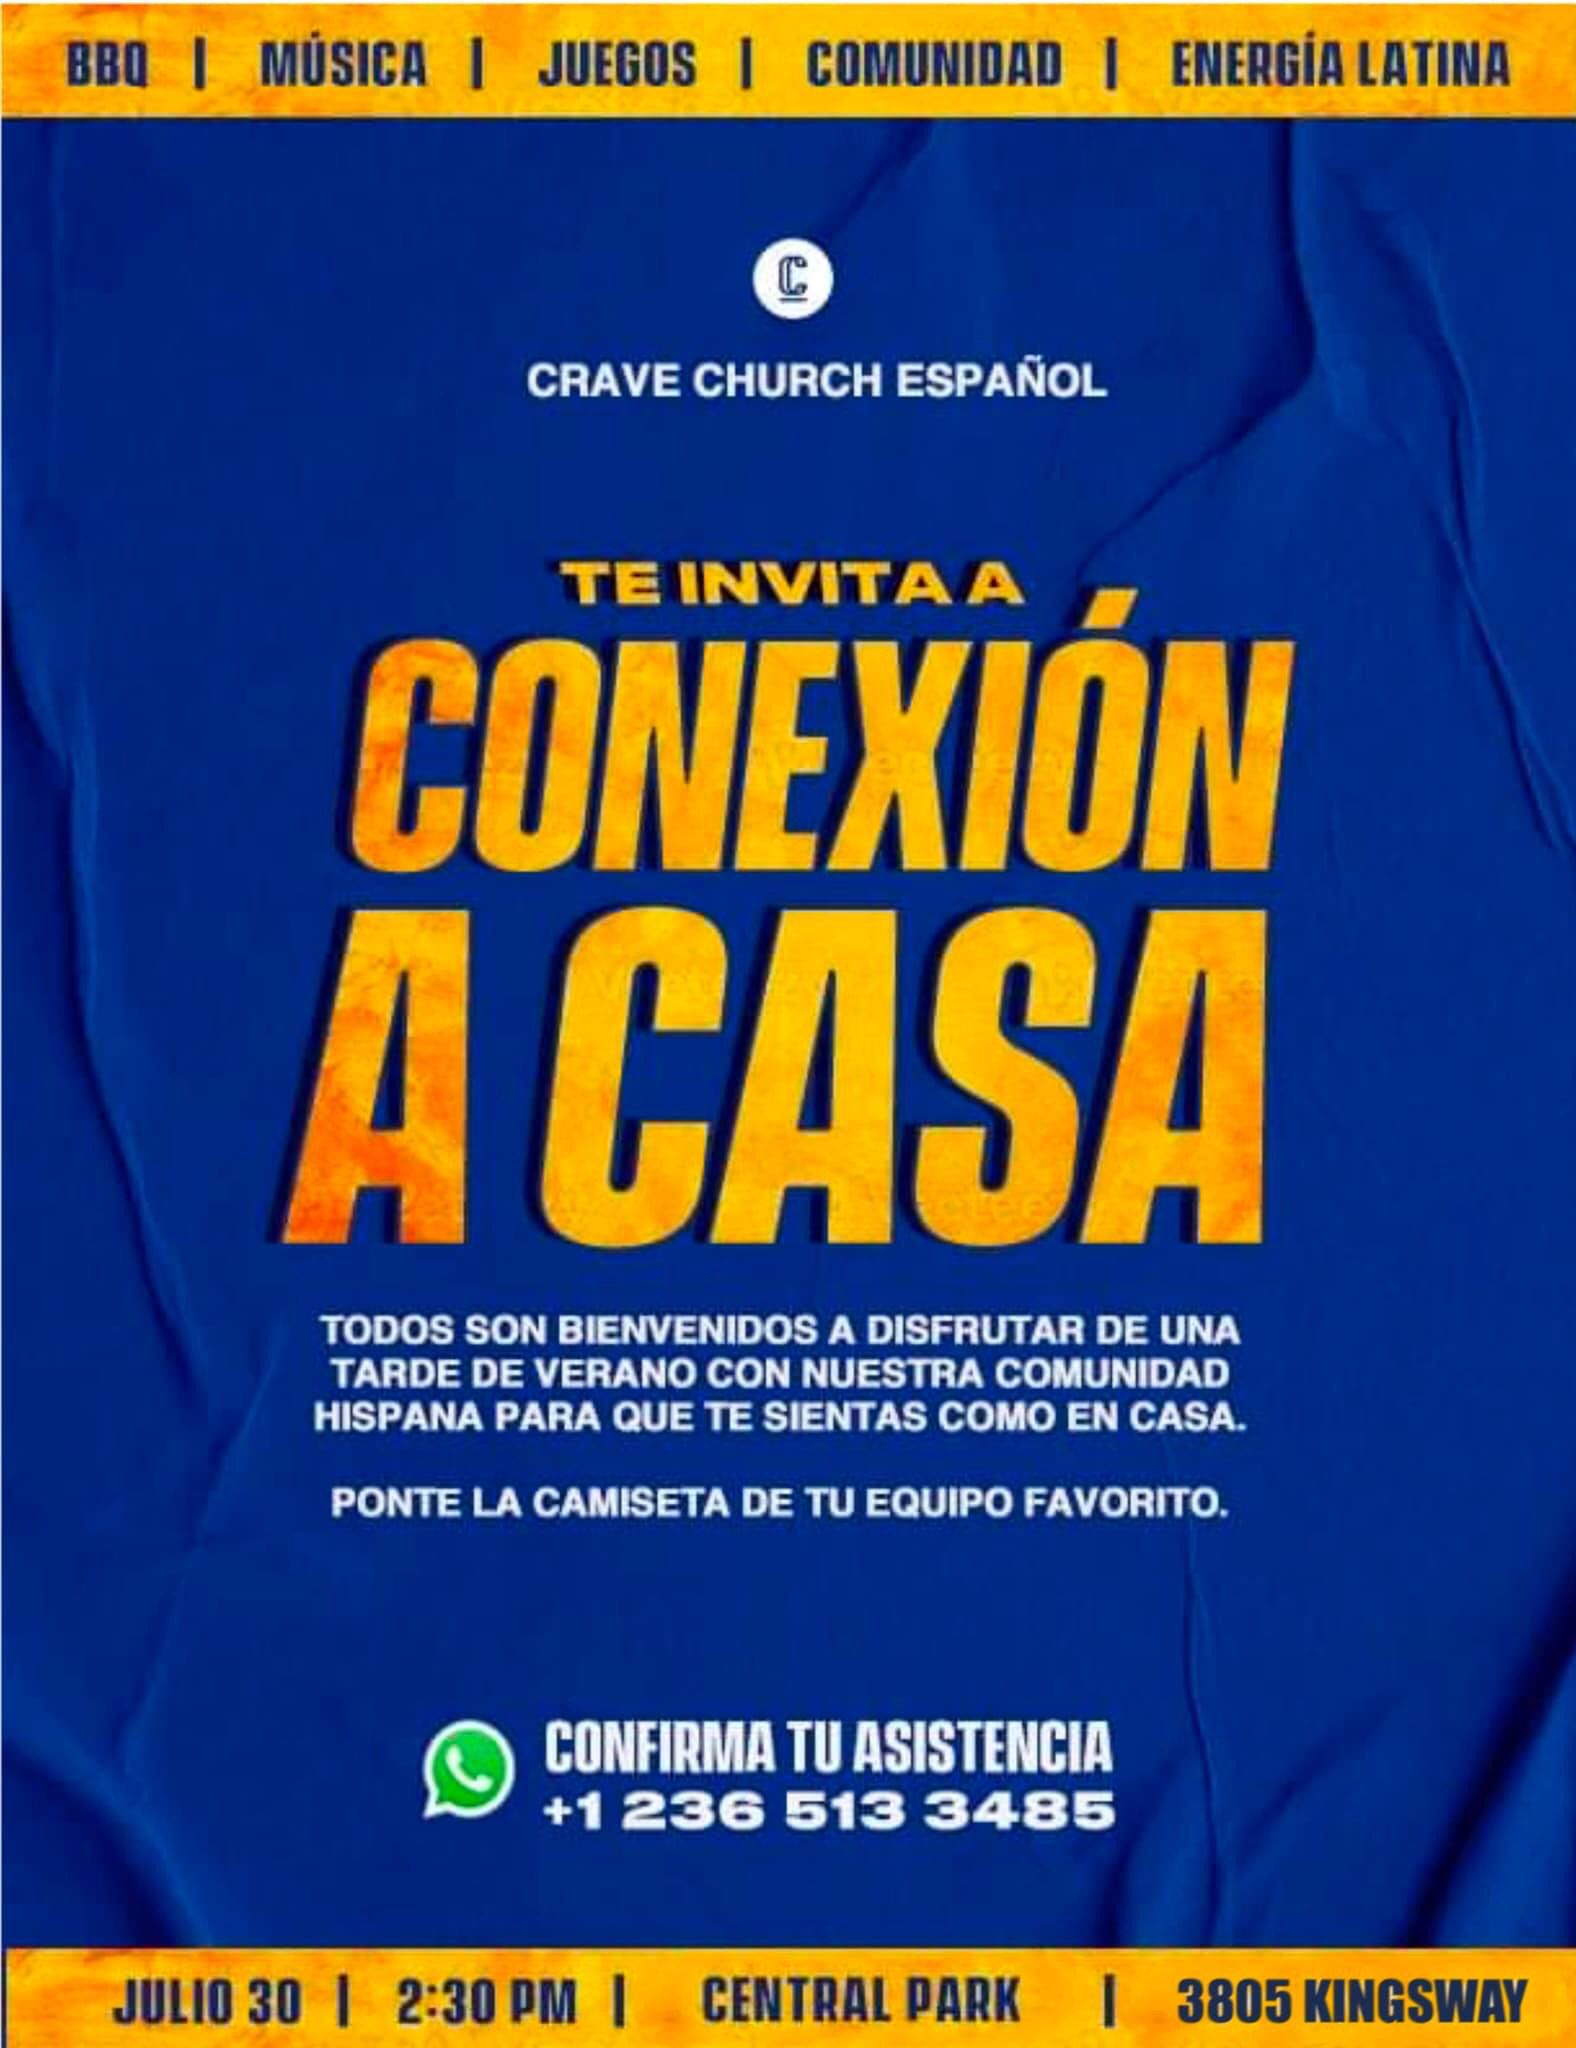 BBQ | MÚSICA | JUEGOS | COMUNIDAD | ENERGÍA LATINA
C
CRAVE CHURCH ESPAÑOL
TE INVITA A
CONEXIÓN
A CASA
TODOS SON BIENVENIDOS A DISFRUTAR DE UNA
TARDE DE VERANO CON NUESTRA COMUNIDAD
HISPANA PARA QUE TE SIENTAS COMO EN CASA.
PONTE LA CAMISETA DE TU EQUIPO FAVORITO.
CONFIRMA TU ASISTENCIA
+1 236 513 3485
JULIO 30 | 2:30 PM | CENTRAL PARK | 3805 KINGSWAY